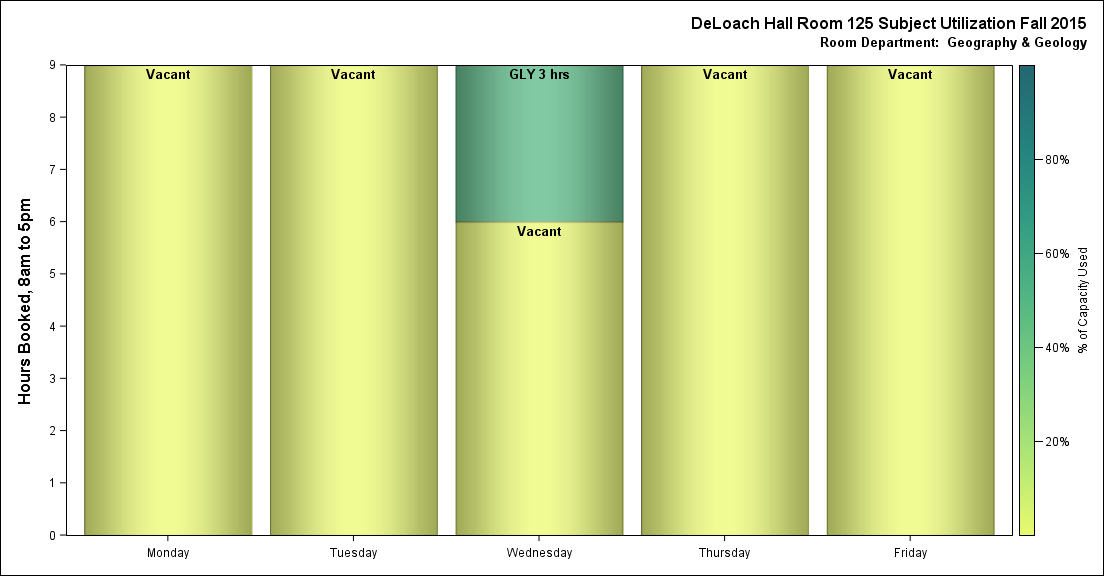 DeLoach Hall Room 125 Subject Utilization Fall 2015
Room Department: Geography & Geology
Hours Booked, 8am to 5pm
9
8
7
6
5
4
3
2
1
0
Vacant
Vacant
GLY 3 hrs
Vacant
Vacant
Vacant
Monday
Tuesday
Wednesday
Thursday
Friday
80%
60%
40%
20%
% of Capacity Used